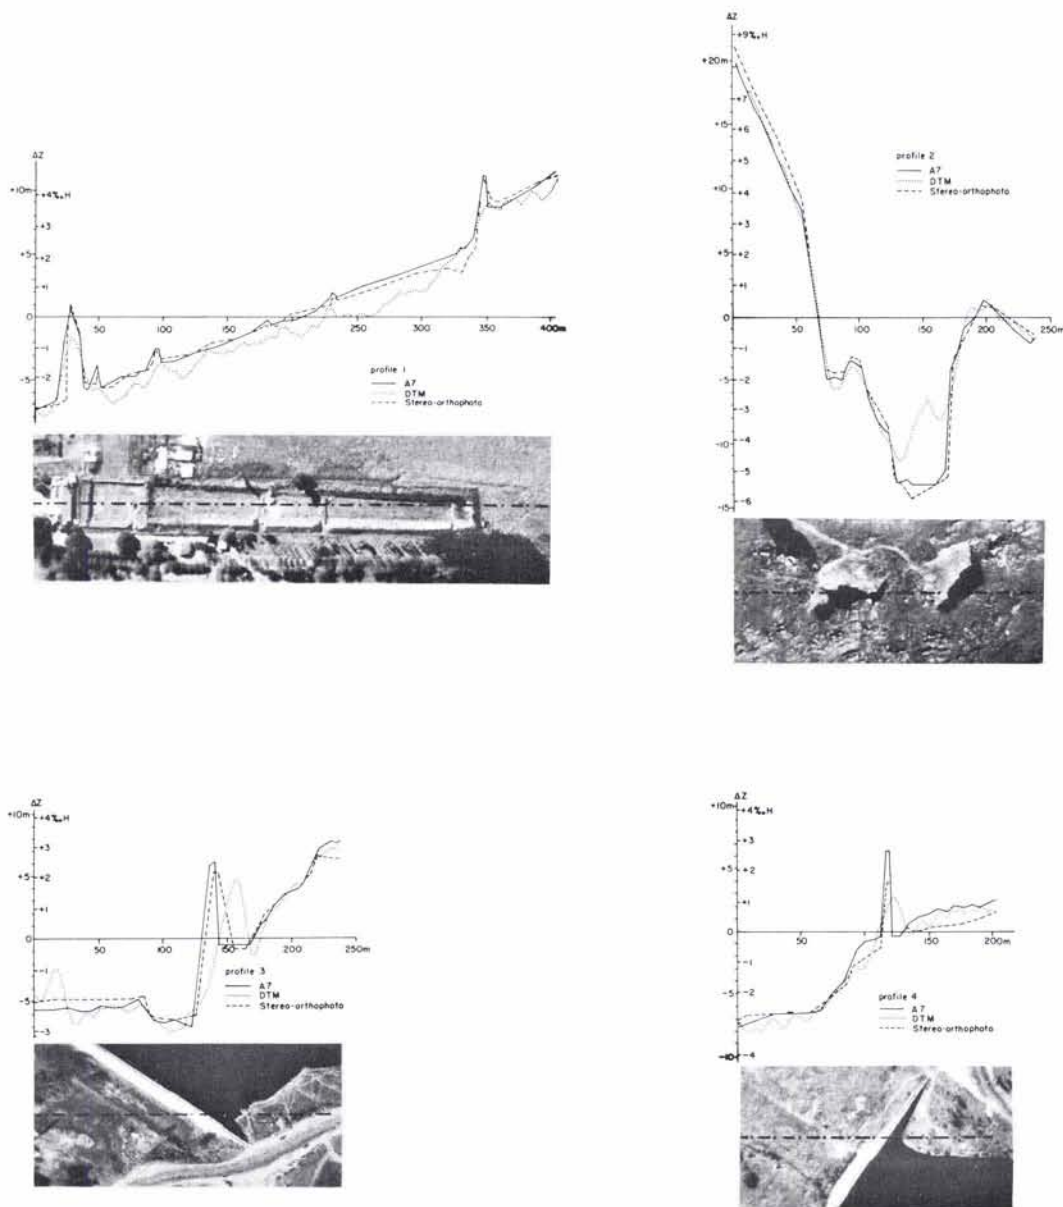 ΔZ
+10m
+4‰H
+3
+5
+2
+1
0
50
100
150
200
250
300
350
400m
-1
-5
-2
profile 1
A7
DTM
Stereo-orthophoto
ΔZ
+9‰H
+20m
+7
+15
+6
+5
+10
+4
+3
+5
+2
+1
0
50
100
150
200
250m
-1
-5
-2
-3
-10
-4
-5
-6
-15
profile 2
A7
DTM
Stereo-orthophoto
ΔZ
+10m
+4‰H
+3
+5
+2
+1
0
50
100
150
200
250m
-1
-5
-3
profile 3
A7
DTM
Stereo-orthophoto
ΔZ
+10m
+4‰H
+3
+5
+2
+1
0
50
100
150
200m
-1
-5
-2
-3
-10
-4
profile 4
A7
DTM
Stereo-orthophoto